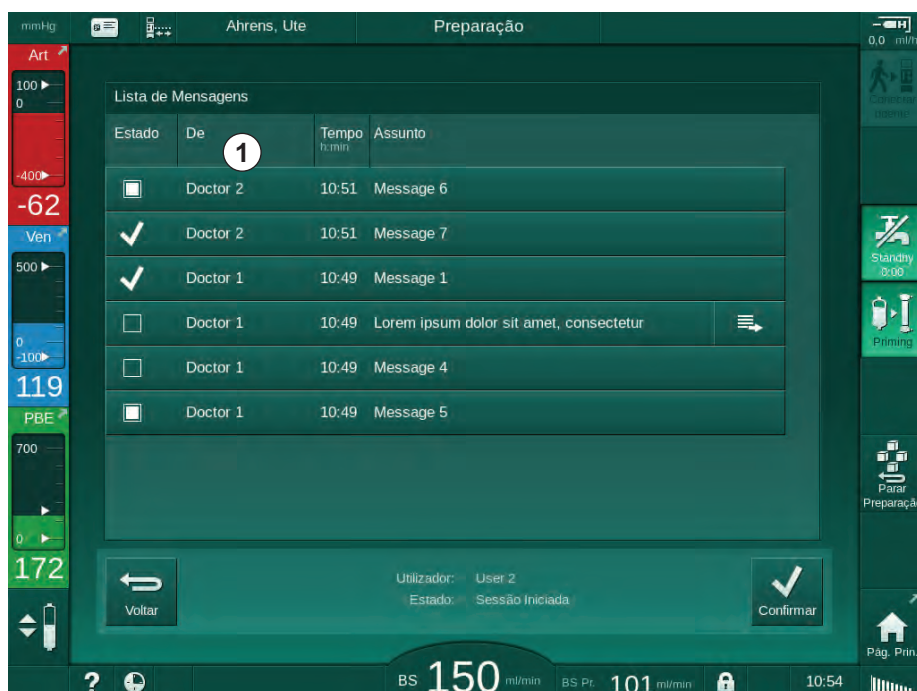 mmHg Ahrens, Ute Preparação 0,0 ml/h
Art
100
0
-400
-62
Ven
500
0
-100
119
PBE
700
0
172
Lista de Mensagens
Estado De Tempo h:min Assunto
1
Doctor 2 10:51 Message 6
Doctor 2 10:51 Message 7
Doctor 1 10:49 Message 1
Doctor 1 10:49 Lorem ipsum dolor sit amet, consectetur
Doctor 1 10:49 Message 4
Doctor 1 10:49 Message 5
Voltar
Utilizador: User 2
Estado: Sessão Iniciada
Confirmar
Standby
0:00
Priming
Parar
Preparação
Pág. Prin.
? BS 150 ml/min BS Pr. 101 ml/min 10:54